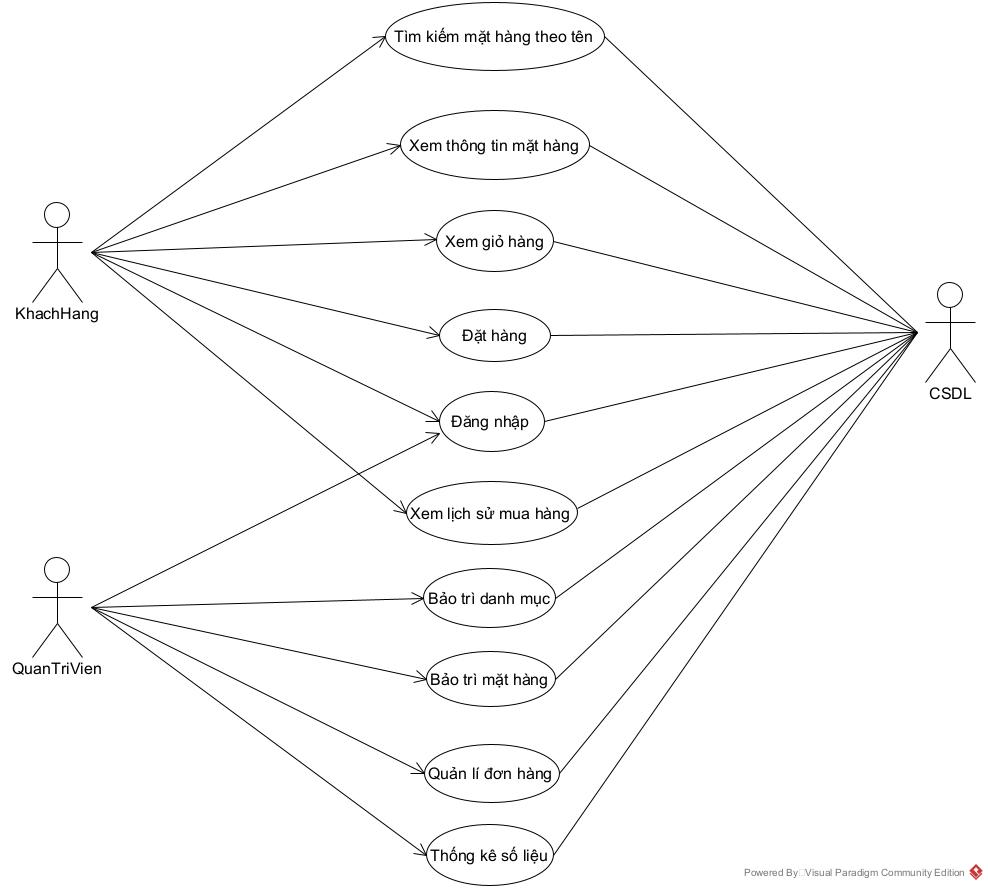 Tìm kiếm mặt hàng theo tên
Xem thông tin mặt hàng
Xem giỏ hàng
KhachHang
Đặt hàng
CSDL
Đăng nhập
Xem lịch sử mua hàng
Bảo trì danh mục
QuanTriVien
Bảo trì mặt hàng
Quản lí đơn hàng
Thống kê số liệu
Powered By Visual Paradigm Community Edition